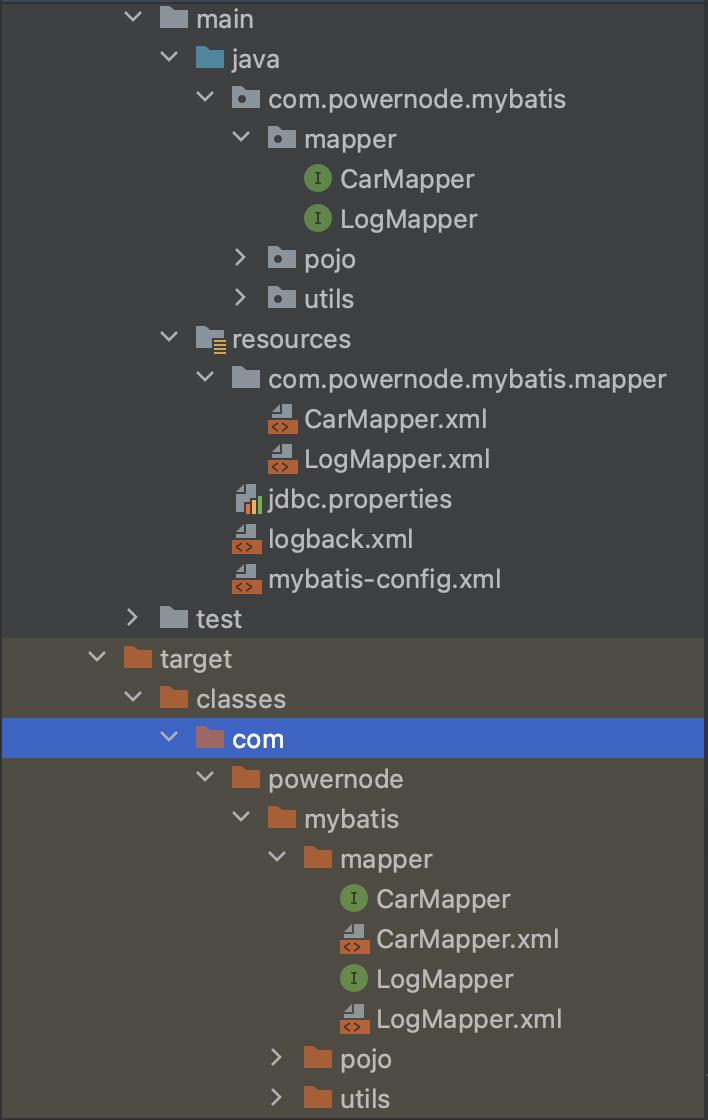 main
java
com.powernode.mybatis
mapper
I CarMapper
I LogMapper
pojo
utils
resources
com.powernode.mybatis.mapper
<> CarMapper.xml
<> LogMapper.xml
jdbc.properties
<> logback.xml
<> mybatis-config.xml
test
target
classes
com
powernode
mybatis
mapper
I CarMapper
<> CarMapper.xml
I LogMapper
<> LogMapper.xml
pojo
utils